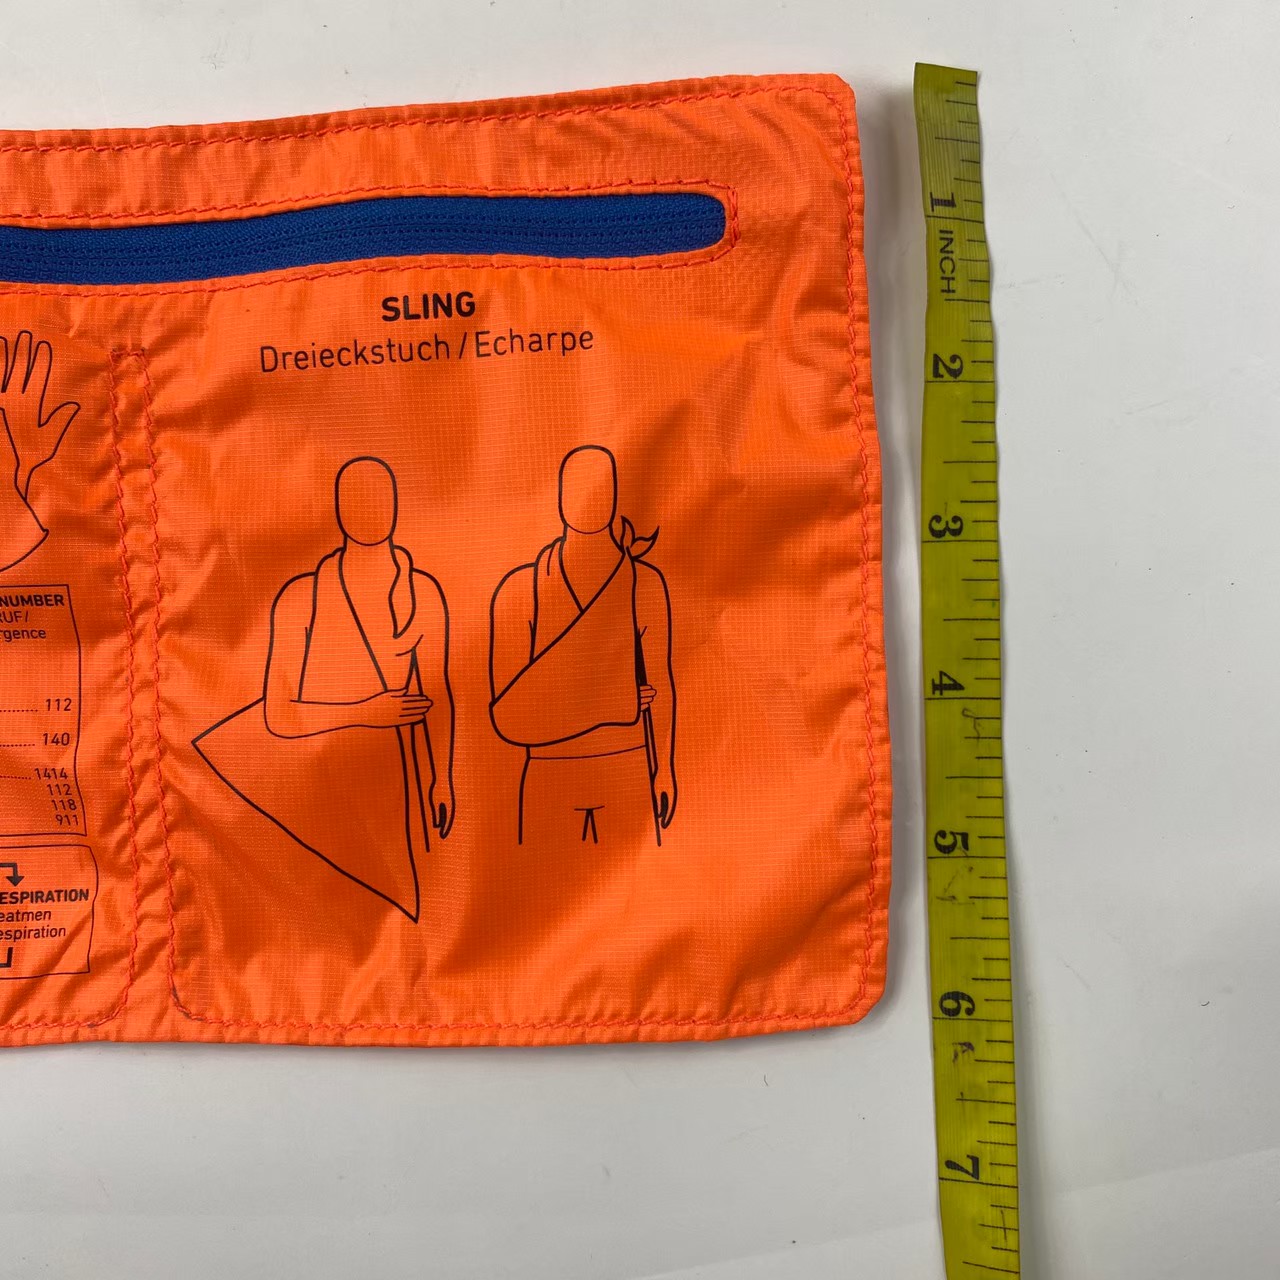 SLING
Dreieckstuch / Echarpe
NUMBER
RUF/
rgence
112
140
1414
112
118
911
ESPIRATION
eatmen
espiration
1
INCH
2
3
4
5
6
7